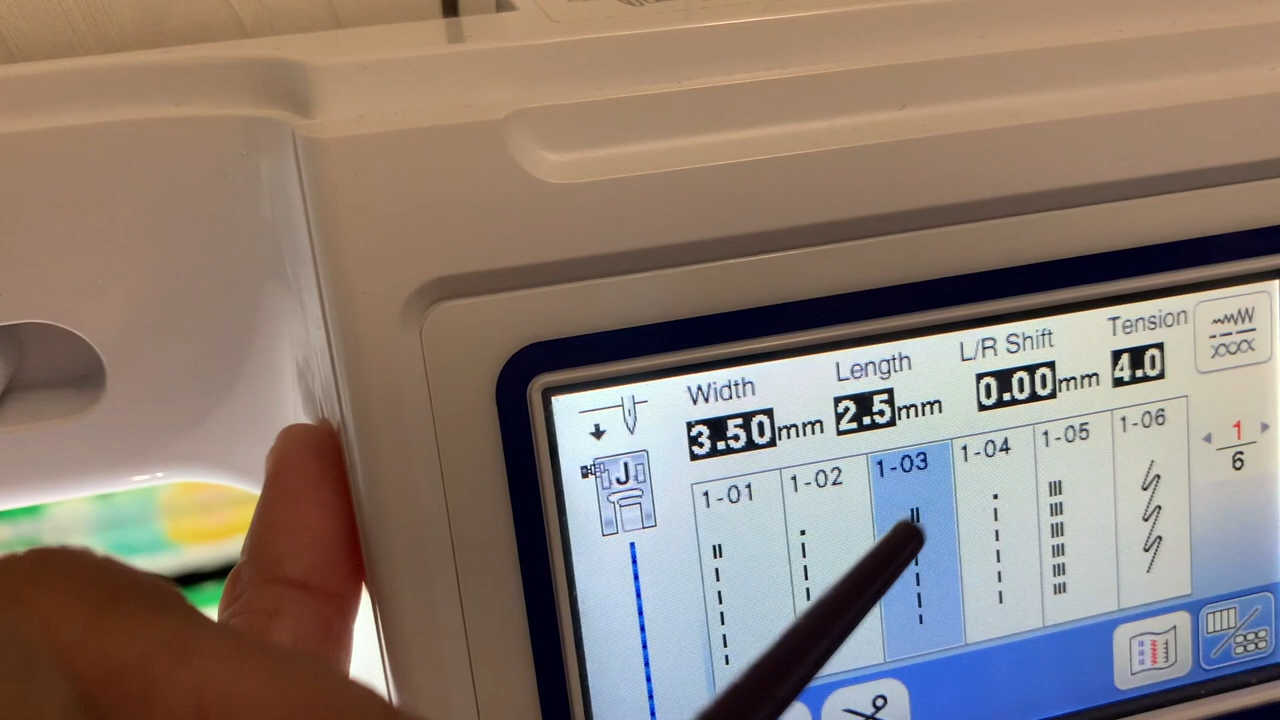 Width Length L/R Shift Tension
3.50mm 2.5mm 0.00mm 4.0
J
1-01 1-02 1-03 1-04 1-05 1-06
1
6